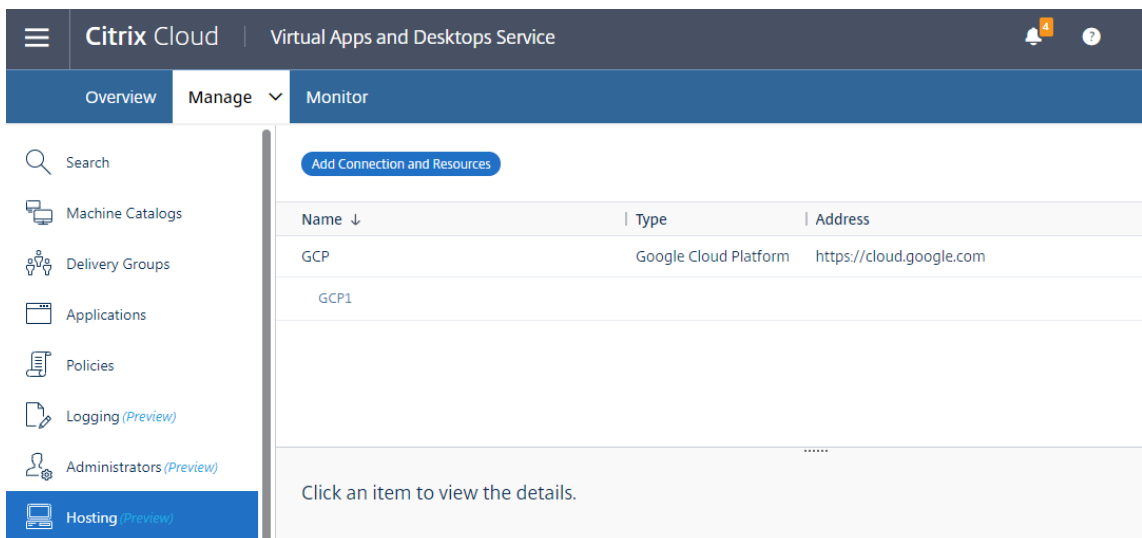 Citrix Cloud Virtual Apps and Desktops Service 4 ?
Overview Manage Monitor
Search
Machine Catalogs
Delivery Groups
Applications
Policies
Logging (Preview)
Administrators (Preview)
Hosting (Preview)
Add Connection and Resources
Name ↓ Type Address
GCP Google Cloud Platform https://cloud.google.com
GCP1
Click an item to view the details.